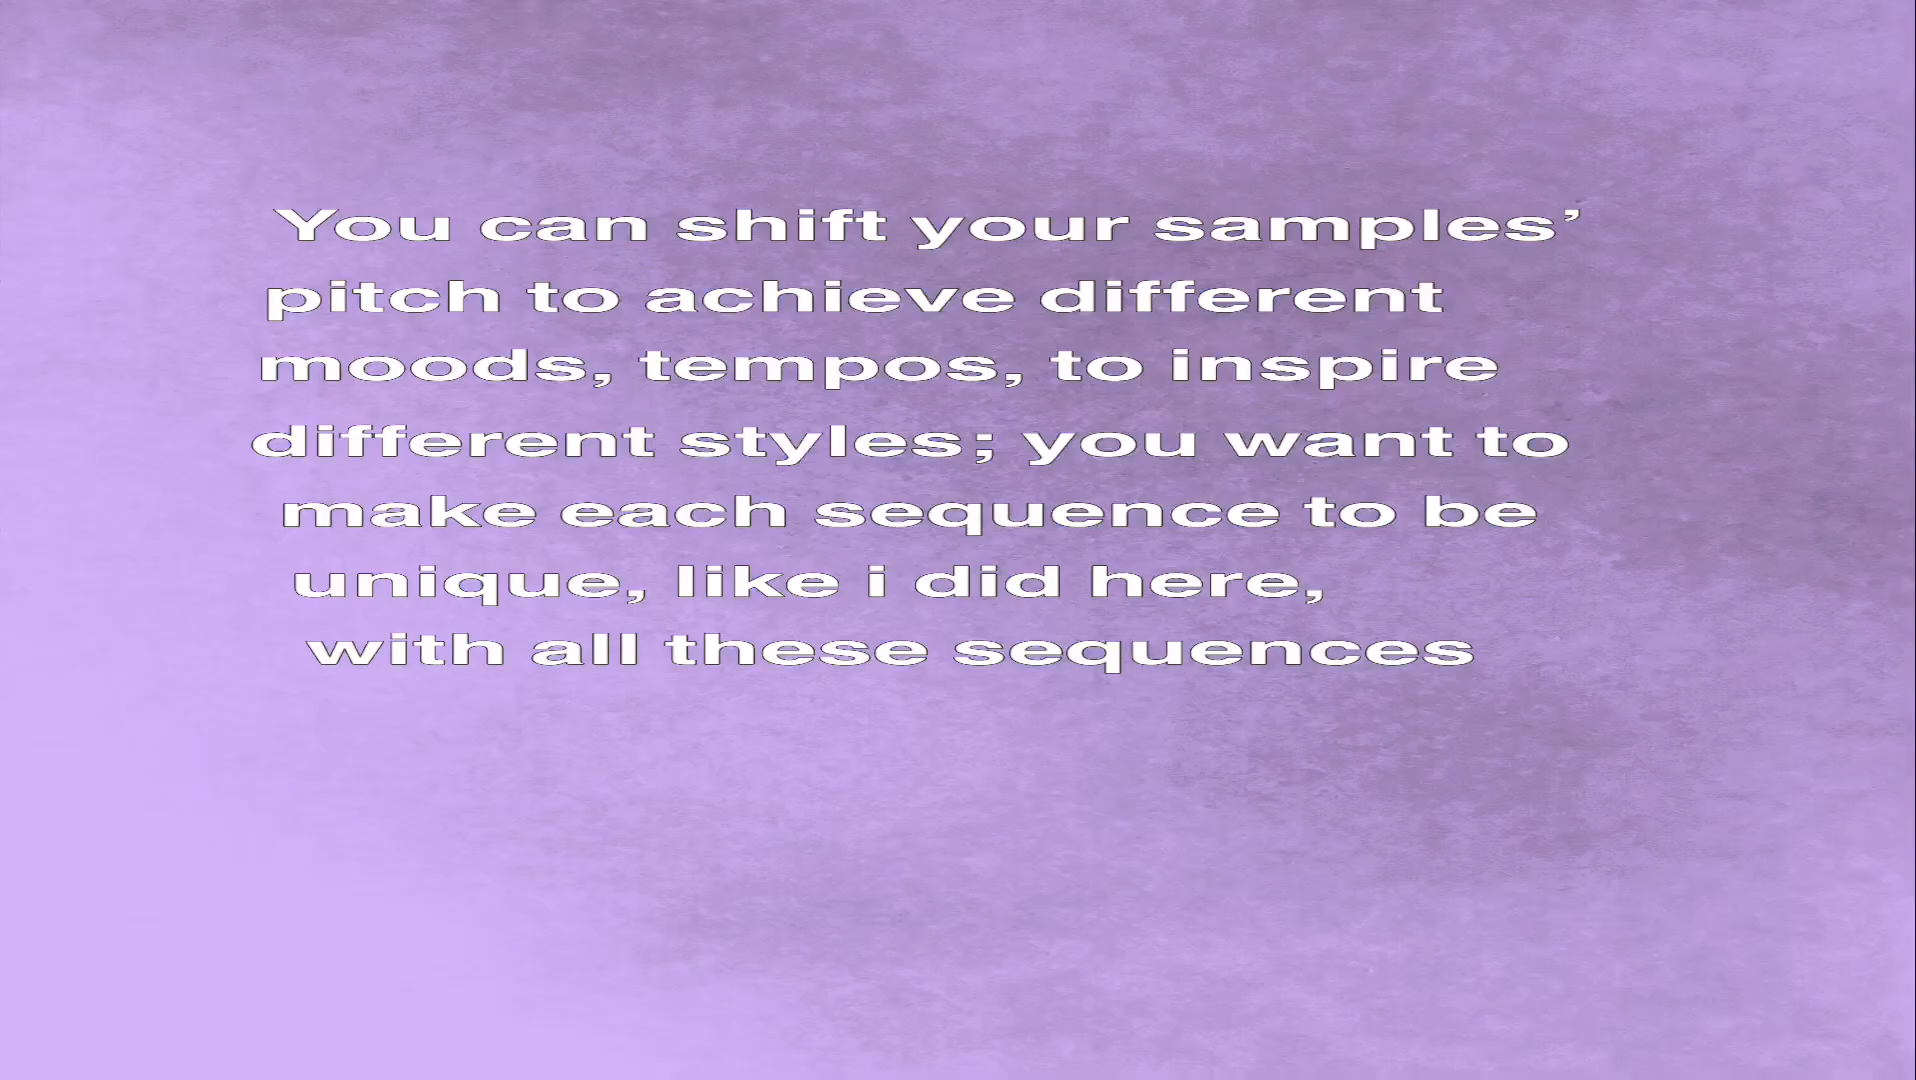 You can shift your samples’
pitch to achieve different
moods, tempos, to inspire
different styles; you want to
make each sequence to be
unique, like i did here,
with all these sequences